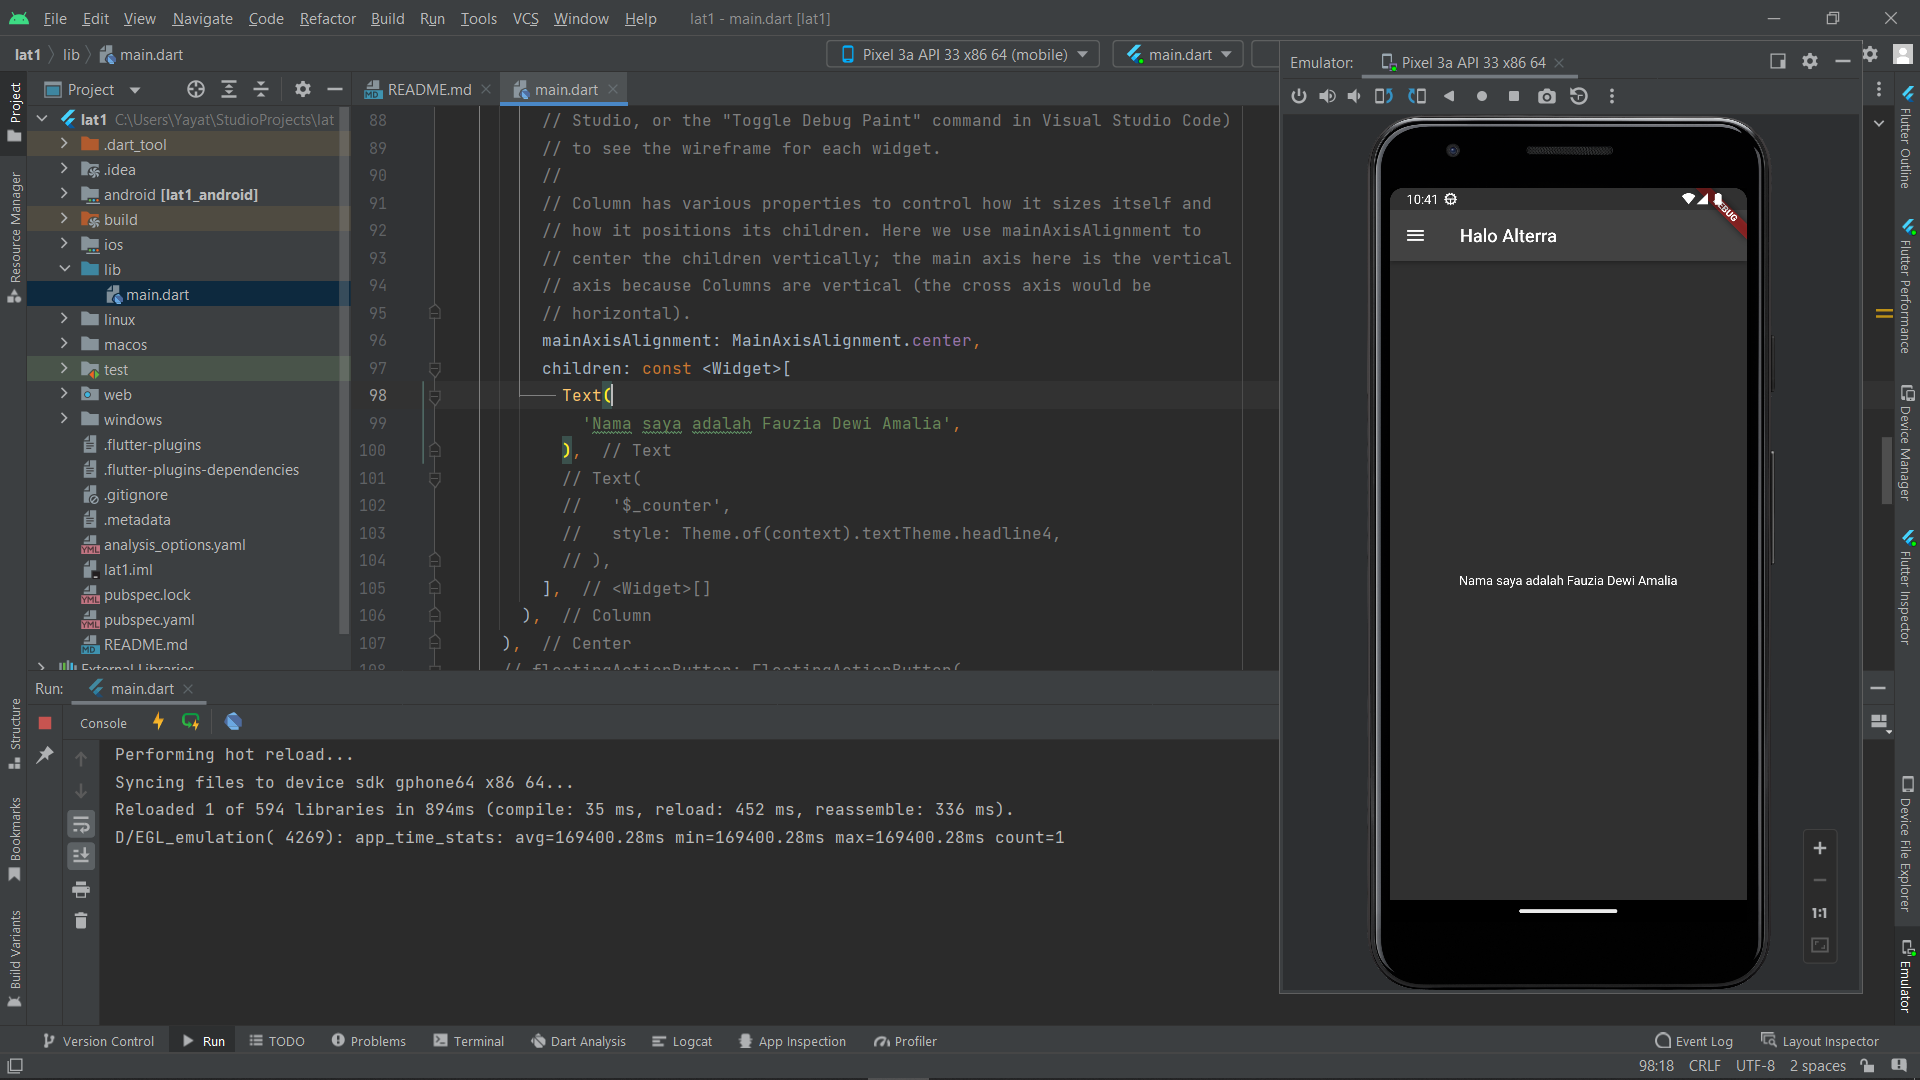 File Edit View Navigate Code Refactor Build Run Tools VCS Window Help lat1 - main.dart [lat1]
lat1 lib main.dart
Pixel 3a API 33 x86 64 (mobile) main.dart
Emulator: Pixel 3a API 33 x86 64
Project
README.md main.dart
lat1 C:\Users\Yayat\StudioProjects\lat
.dart_tool
.idea
android [lat1_android]
build
ios
lib
main.dart
linux
macos
test
web
windows
.flutter-plugins
.flutter-plugins-dependencies
.gitignore
.metadata
analysis_options.yaml
lat1.iml
pubspec.lock
pubspec.yaml
README.md
External Libraries
88 // Studio, or the "Toggle Debug Paint" command in Visual Studio Code)
89 // to see the wireframe for each widget.
90 //
91 // Column has various properties to control how it sizes itself and
92 // how it positions its children. Here we use mainAxisAlignment to
93 // center the children vertically; the main axis here is the vertical
94 // axis because Columns are vertical (the cross axis would be
95 // horizontal).
96 mainAxisAlignment: MainAxisAlignment.center,
97 children: const <Widget>[
98 Text(
99 'Nama saya adalah Fauzia Dewi Amalia',
100 ), // Text
101 // Text(
102 // '$_counter',
103 // style: Theme.of(context).textTheme.headline4,
104 // ),
105 ], // <Widget>[]
106 ), // Column
107 ), // Center
108 // floatingActionButton: FloatingActionButton(
10:41
DEBUG
Halo Alterra
Nama saya adalah Fauzia Dewi Amalia
1:1
Run: main.dart
Console
Performing hot reload...
Syncing files to device sdk gphone64 x86 64...
Reloaded 1 of 594 libraries in 894ms (compile: 35 ms, reload: 452 ms, reassemble: 336 ms).
D/EGL_emulation( 4269): app_time_stats: avg=169400.28ms min=169400.28ms max=169400.28ms count=1
Project
Resource Manager
Structure
Bookmarks
Build Variants
Flutter Outline
Flutter Performance
Device Manager
Flutter Inspector
Device File Explorer
Emulator
Version Control Run TODO Problems Terminal Dart Analysis Logcat App Inspection Profiler Event Log Layout Inspector
98:18 CRLF UTF-8 2 spaces